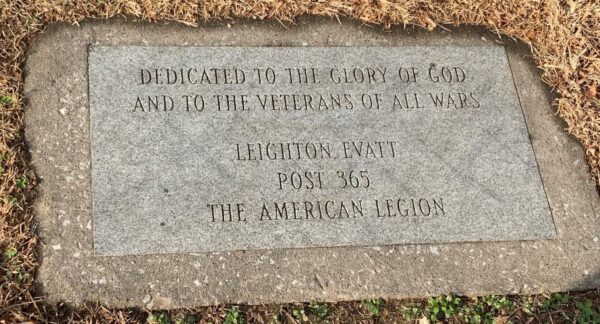 DEDICATED TO THE GLORY OF GOD
AND TO THE VETERANS OF ALL WARS
LEIGHTON EVATT
POST 365
THE AMERICAN LEGION